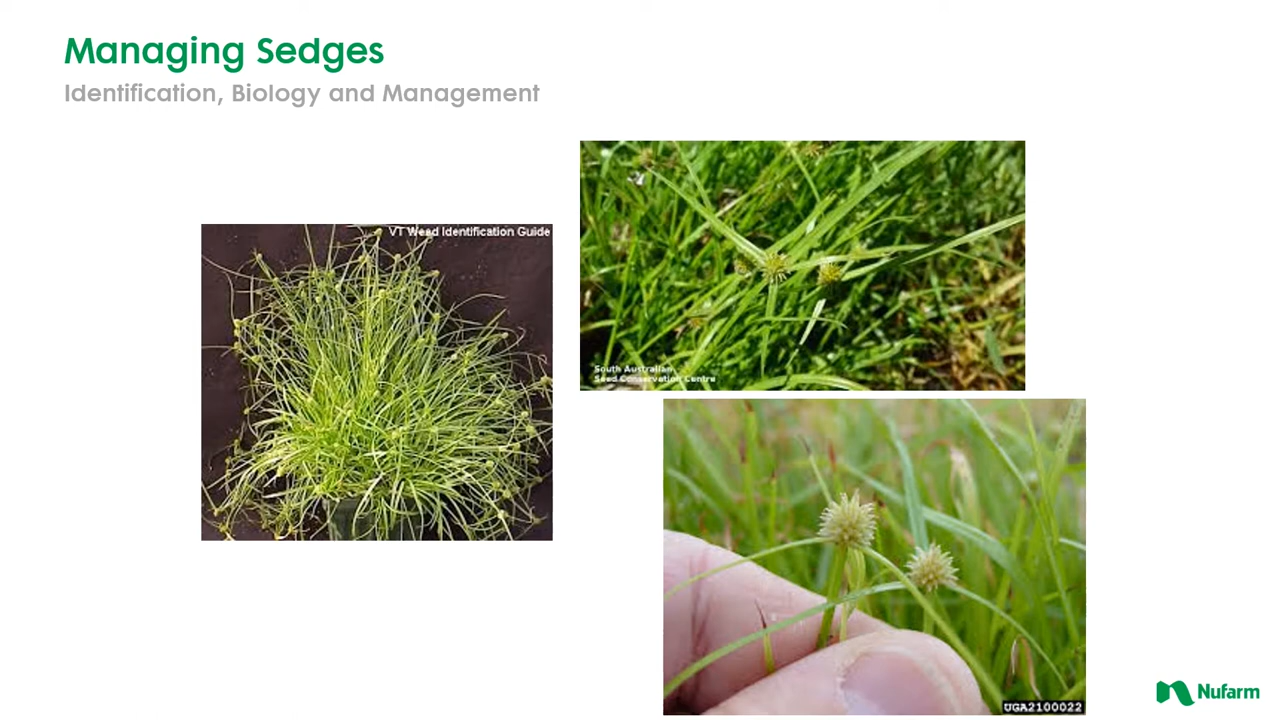 Managing Sedges
Identification, Biology and Management
VT Weed Identification Guide
South Australian
Seed Conservation Centre
UGA2100022
Nufarm